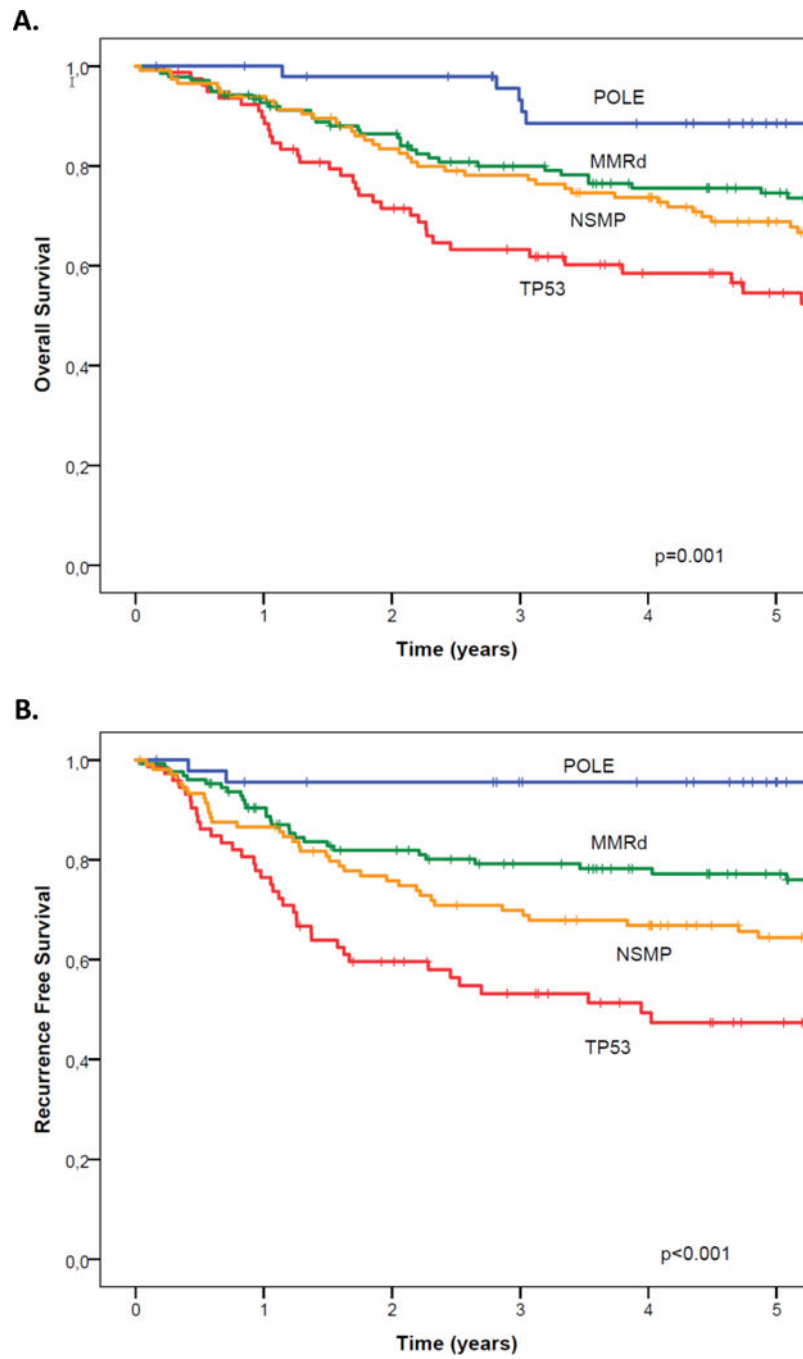 A.
1,0
0,8
0,6
0,4
0,2
0,0
Overall Survival
POLE
MMRd
NSMP
TP53
p=0.001
0 1 2 3 4 5
Time (years)
B.
1,0
0,8
0,6
0,4
0,2
0,0
Recurrence Free Survival
POLE
MMRd
NSMP
TP53
p<0.001
0 1 2 3 4 5
Time (years)